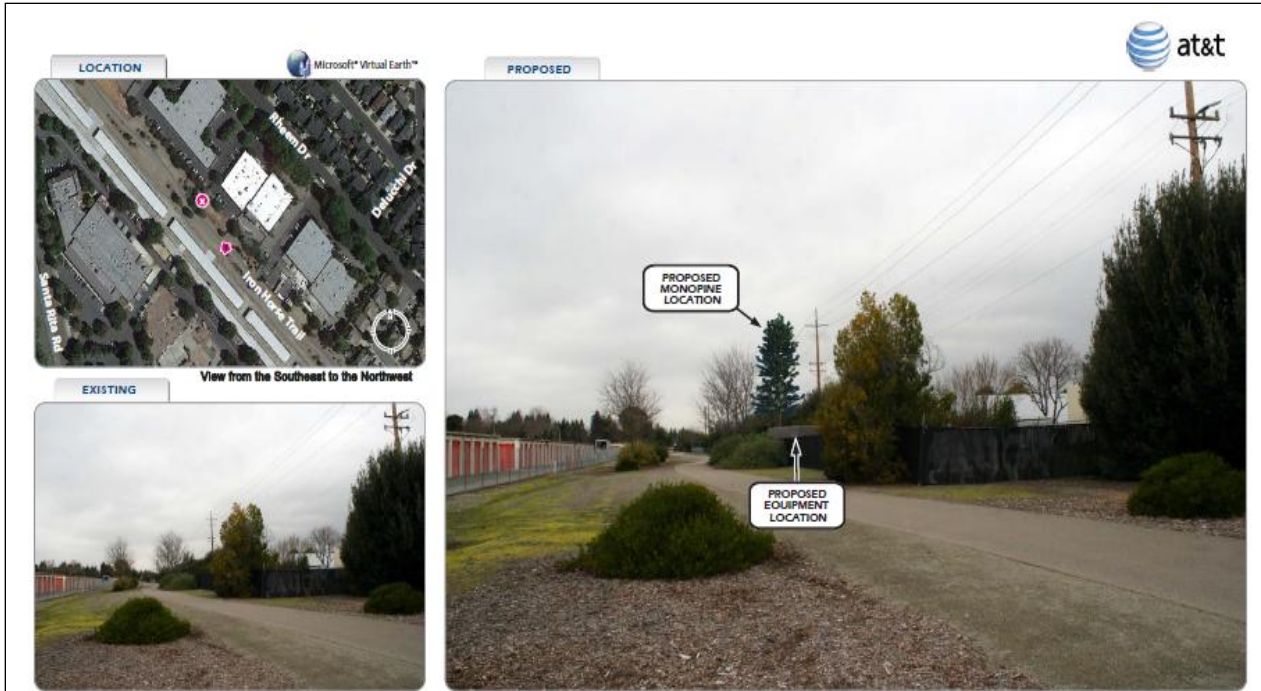 LOCATION
Microsoft® Virtual Earth™
PROPOSED
at&t
Rheem Dr
Delucchi Dr
Iron Horse Trail
Santa Rita Rd
x
View from the Southeast to the Northwest
EXISTING
PROPOSED
MONOPINE
LOCATION
PROPOSED
EQUIPMENT
LOCATION